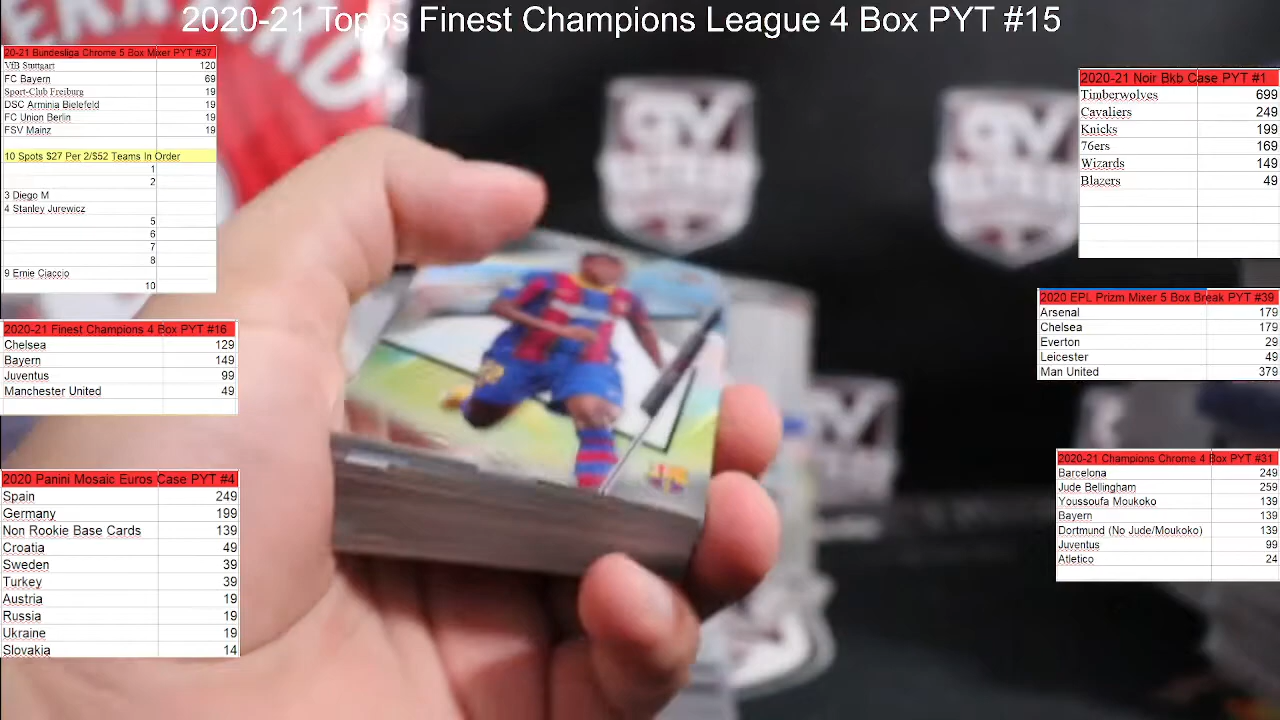 2020-21 Topps Finest Champions League 4 Box PYT #15
20-21 Bundesliga Chrome 5 Box Mixer PYT #37
VfB Stuttgart 120
FC Bayern 69
Sport-Club Freiburg 19
DSC Arminia Bielefeld 19
FC Union Berlin 19
FSV Mainz 19
10 Spots $27 Per 2/$52 Teams In Order
1
2
3 Diego M
4 Stanley Jurewicz
5
6
7
8
9 Ernie Ciaccio
10
2020-21 Finest Champions 4 Box PYT #16
Chelsea 129
Bayern 149
Juventus 99
Manchester United 49
2020 Panini Mosaic Euros Case PYT #4
Spain 249
Germany 199
Non Rookie Base Cards 139
Croatia 49
Sweden 39
Turkey 39
Austria 19
Russia 19
Ukraine 19
Slovakia 14
2020-21 Noir Bkb Case PYT #1
Timberwolves 699
Cavaliers 249
Knicks 199
76ers 169
Wizards 149
Blazers 49
2020 EPL Prizm Mixer 5 Box Break PYT #39
Arsenal 179
Chelsea 179
Everton 29
Leicester 49
Man United 379
2020-21 Champions Chrome 4 Box PYT #31
Barcelona 249
Jude Bellingham 259
Youssoufa Moukoko 139
Bayern 139
Dortmund (No Jude/Moukoko) 139
Juventus 99
Atletico 24